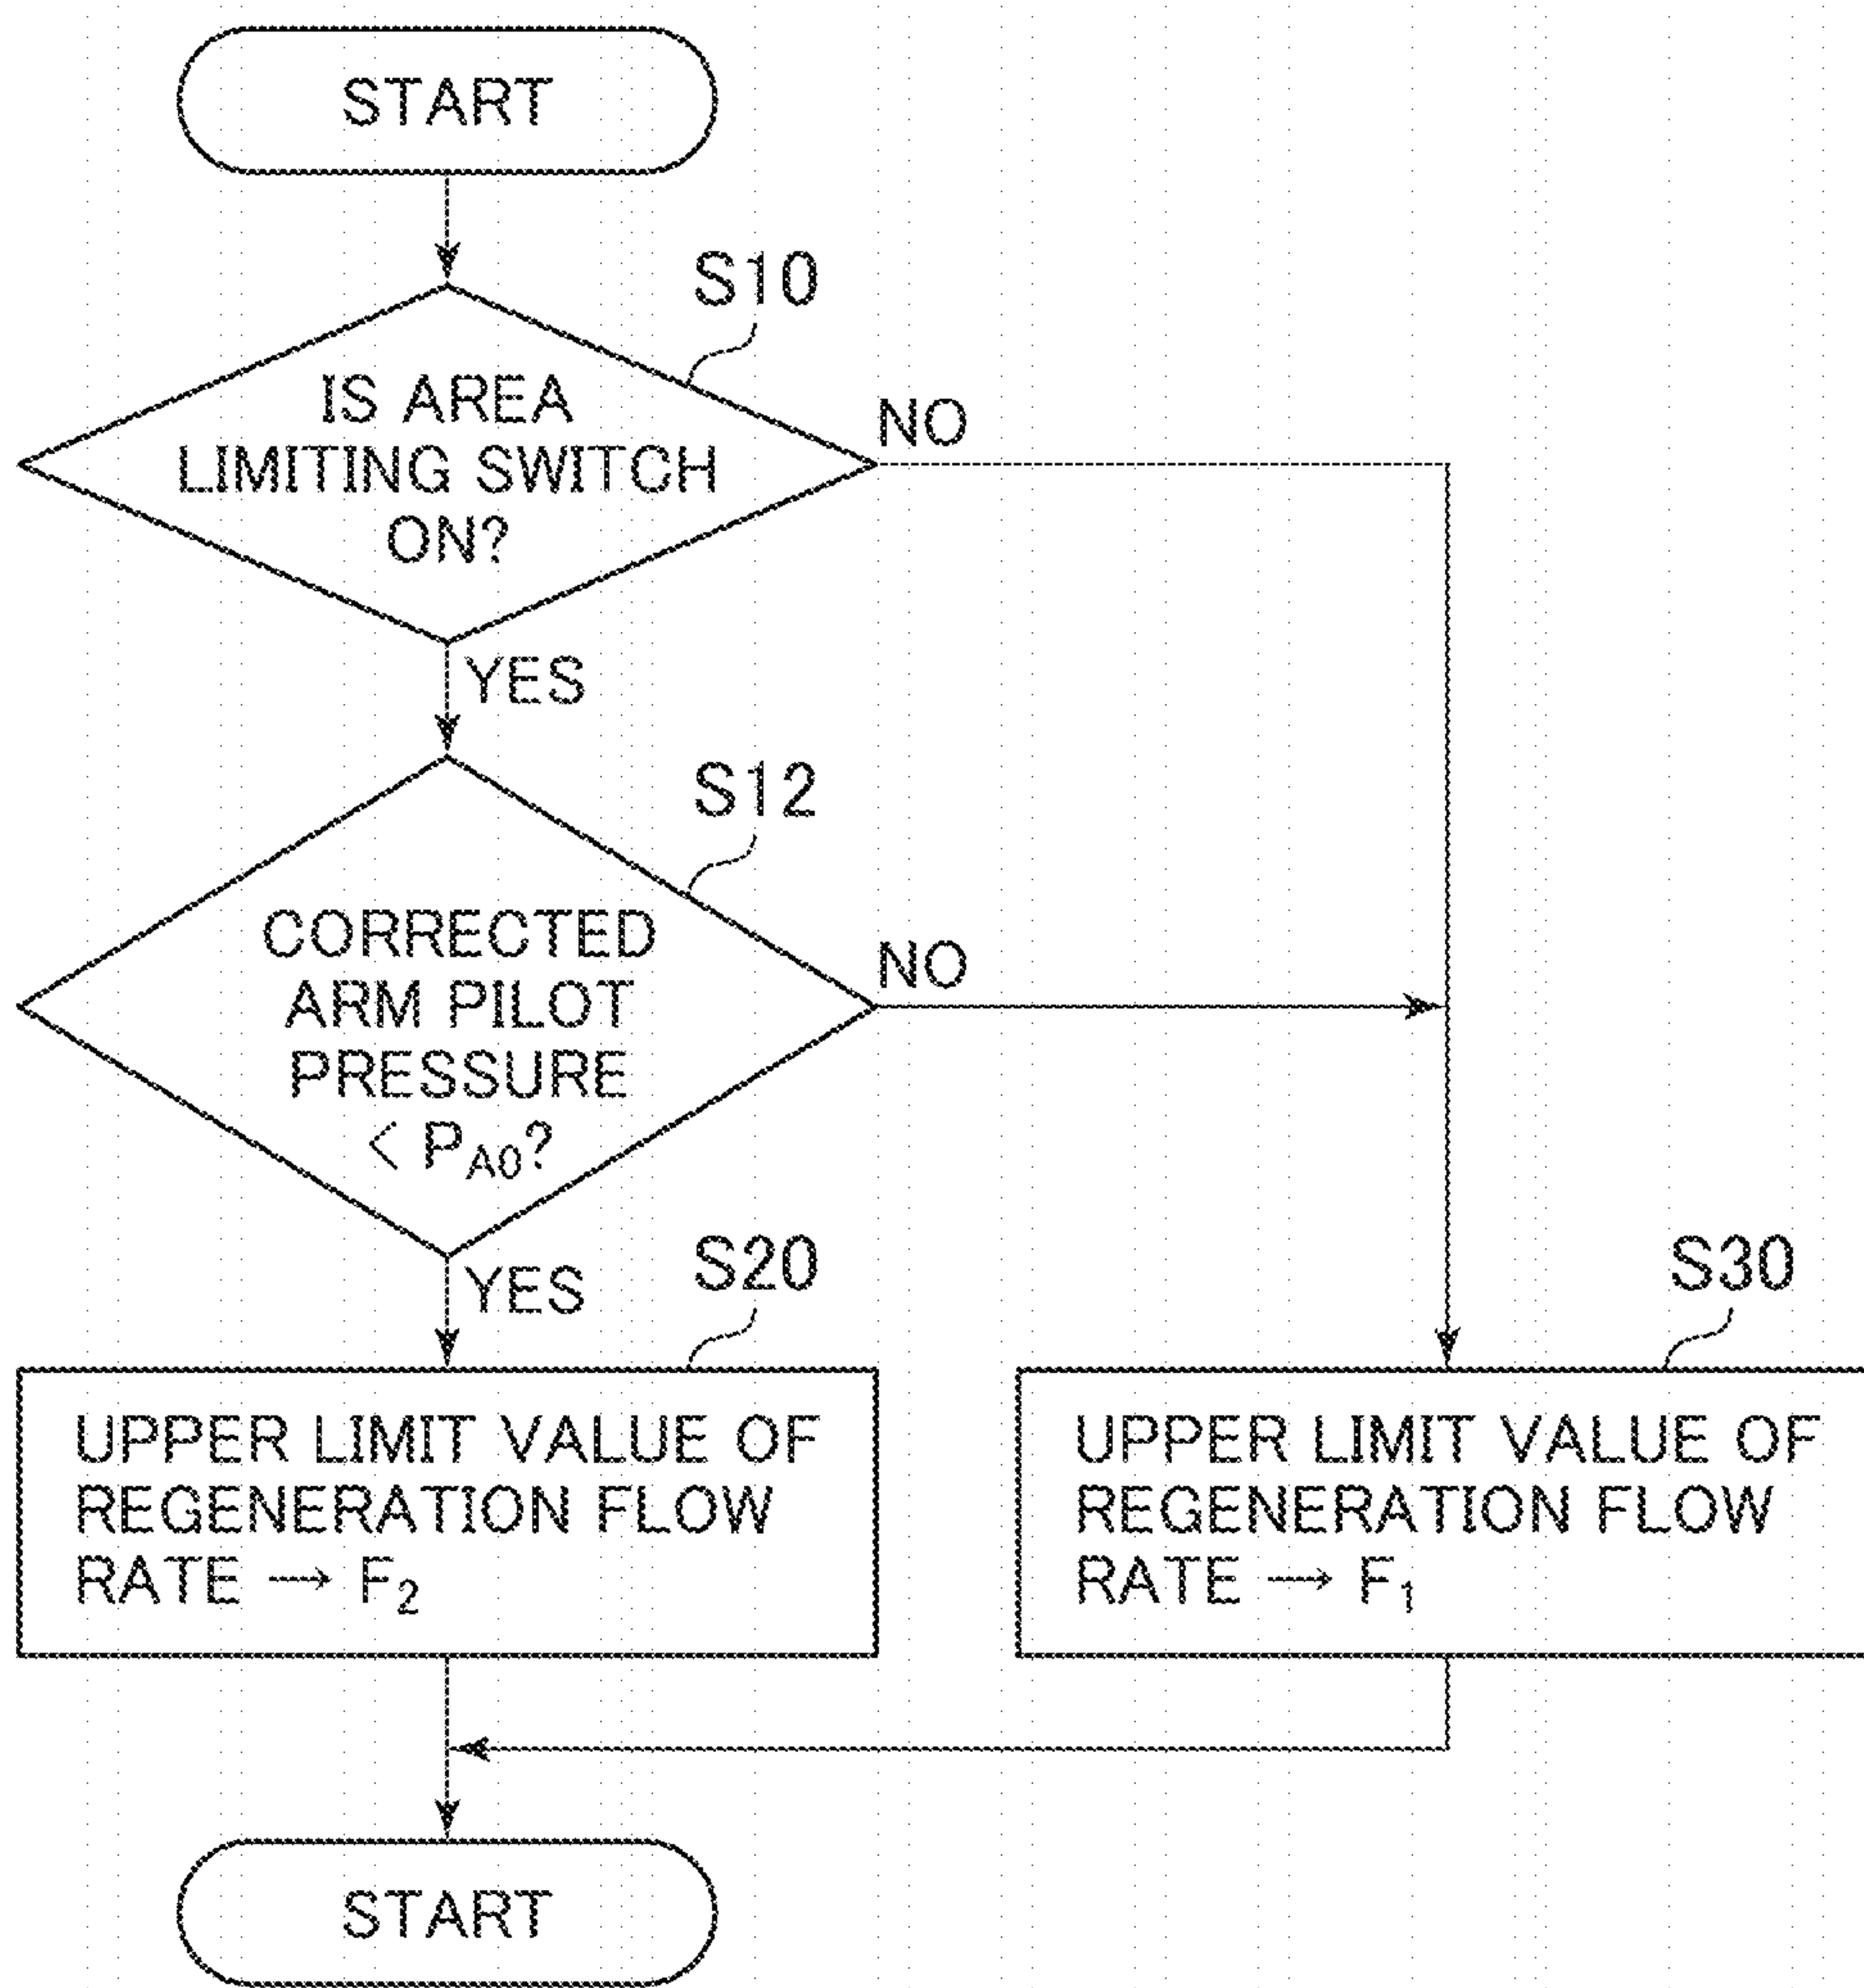 START
S10
IS AREA
LIMITING SWITCH
ON?
NO
YES
S12
CORRECTED
ARM PILOT
PRESSURE
< P_A0?
NO
YES
S20
UPPER LIMIT VALUE OF
REGENERATION FLOW
RATE → F₂
S30
UPPER LIMIT VALUE OF
REGENERATION FLOW
RATE → F₁
START